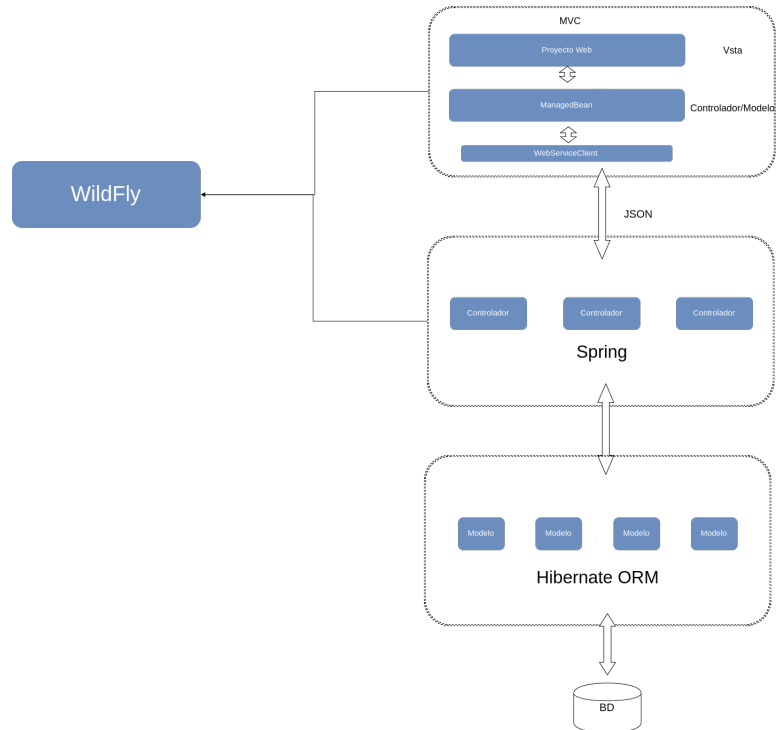 MVC
Proyecto Web
Vsta
ManagedBean
Controlador/Modelo
WebServiceClient
WildFly
JSON
Controlador
Controlador
Controlador
Spring
Modelo
Modelo
Modelo
Modelo
Hibernate ORM
BD